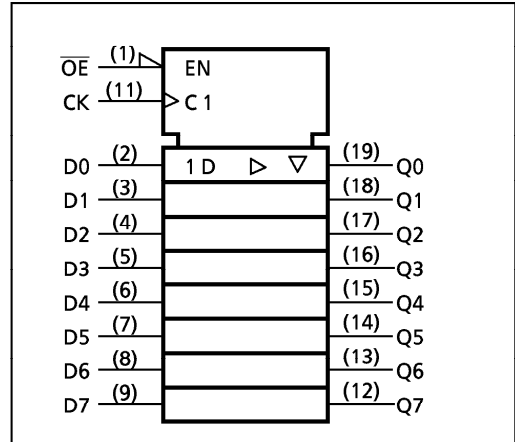 OE (1) EN
CK (11) C1
D0 (2) 1D (19) Q0
D1 (3) (18) Q1
D2 (4) (17) Q2
D3 (5) (16) Q3
D4 (6) (15) Q4
D5 (7) (14) Q5
D6 (8) (13) Q6
D7 (9) (12) Q7